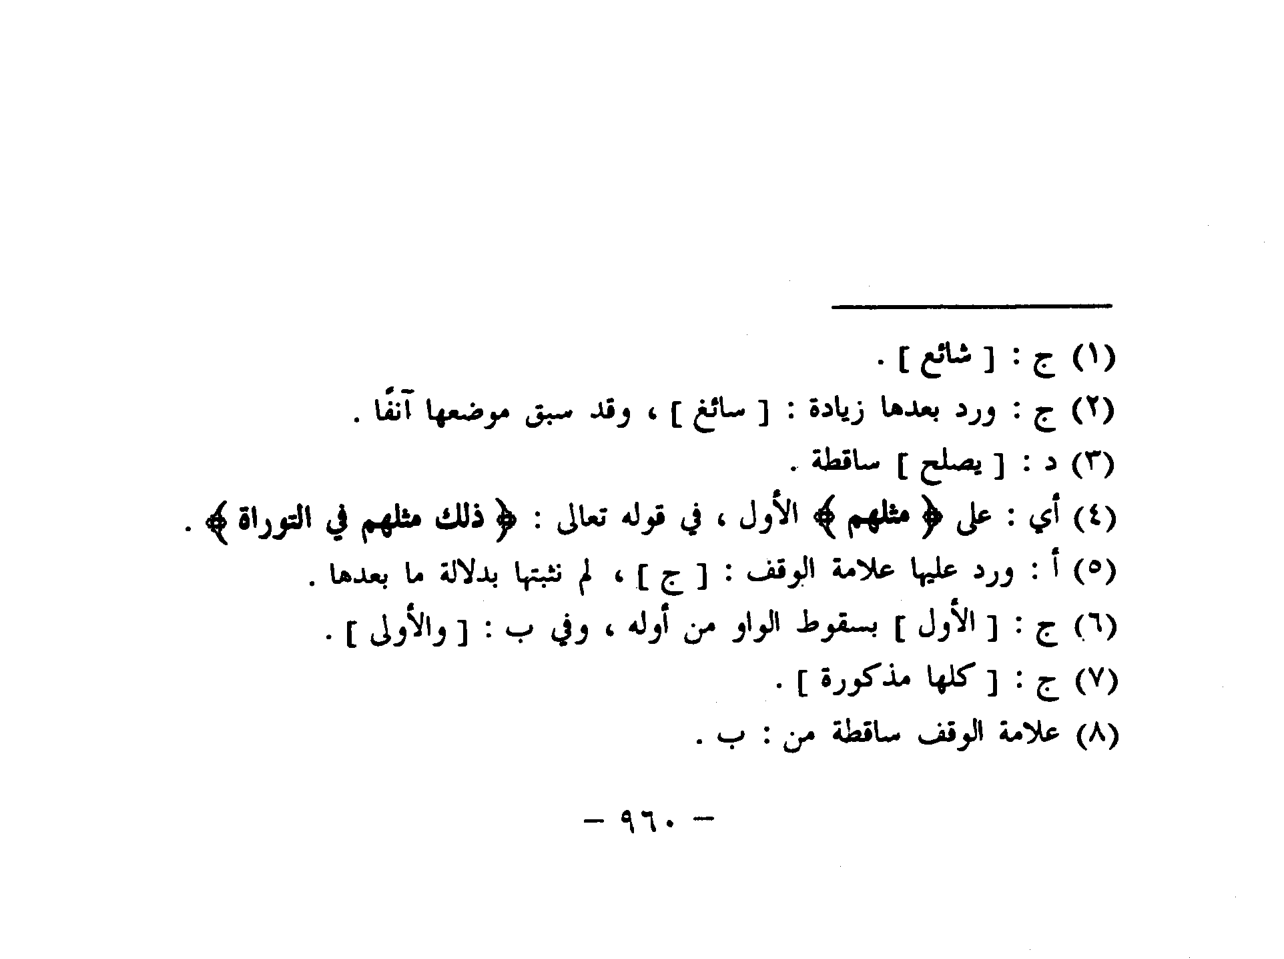 (١) ج : [ شائع ] .
(٢) ج : ورد بعدها زيادة : [ سائغ ] ، وقد سبق موضعها آنفًا .
(٣) د : [ يصلح ] ساقطة .
(٤) أي : على ﴿ مثلهم ﴾ الأول ، في قوله تعالى : ﴿ ذلك مثلهم في التوراة ﴾ .
(٥) أ : ورد عليها علامة الوقف : [ ج ] ، لم نثبتها بدلالة ما بعدها .
(٦) ج : [ الأول ] بسقوط الواو من أوله ، وفي ب : [ والأولى ] .
(٧) ج : [ كلها مذكورة ] .
(٨) علامة الوقف ساقطة من : ب .
– ٩٦٠ –